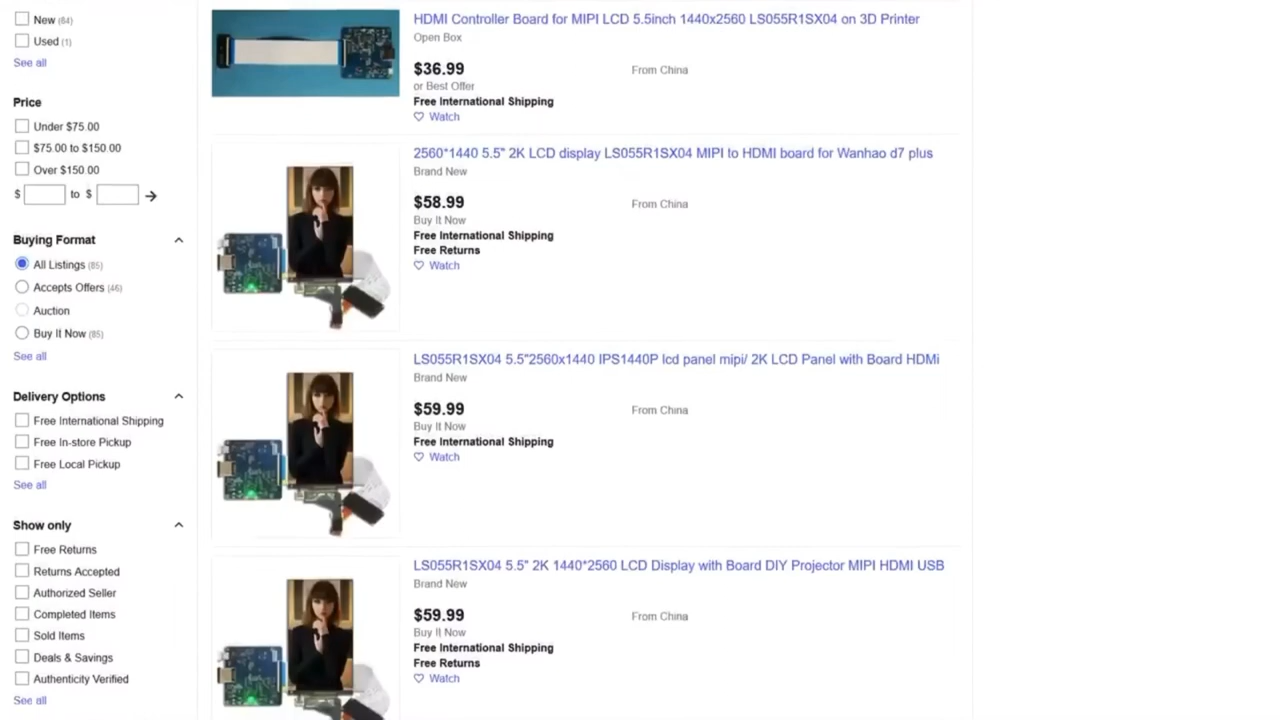 New (64)
Used (1)
See all
Price
Under $75.00
$75.00 to $150.00
Over $150.00
$ to $
Buying Format
All Listings (85)
Accepts Offers (46)
Auction
Buy It Now (85)
See all
Delivery Options
Free International Shipping
Free In-store Pickup
Free Local Pickup
See all
Show only
Free Returns
Returns Accepted
Authorized Seller
Completed Items
Sold Items
Deals & Savings
Authenticity Verified
See all
HDMI Controller Board for MIPI LCD 5.5inch 1440x2560 LS055R1SX04 on 3D Printer
Open Box
$36.99 From China
or Best Offer
Free International Shipping
Watch
2560*1440 5.5" 2K LCD display LS055R1SX04 MIPI to HDMI board for Wanhao d7 plus
Brand New
$58.99 From China
Buy It Now
Free International Shipping
Free Returns
Watch
LS055R1SX04 5.5"2560x1440 IPS1440P lcd panel mipi/ 2K LCD Panel with Board HDMi
Brand New
$59.99 From China
Buy It Now
Free International Shipping
Watch
LS055R1SX04 5.5" 2K 1440*2560 LCD Display with Board DIY Projector MIPI HDMI USB
Brand New
$59.99 From China
Buy It Now
Free International Shipping
Free Returns
Watch